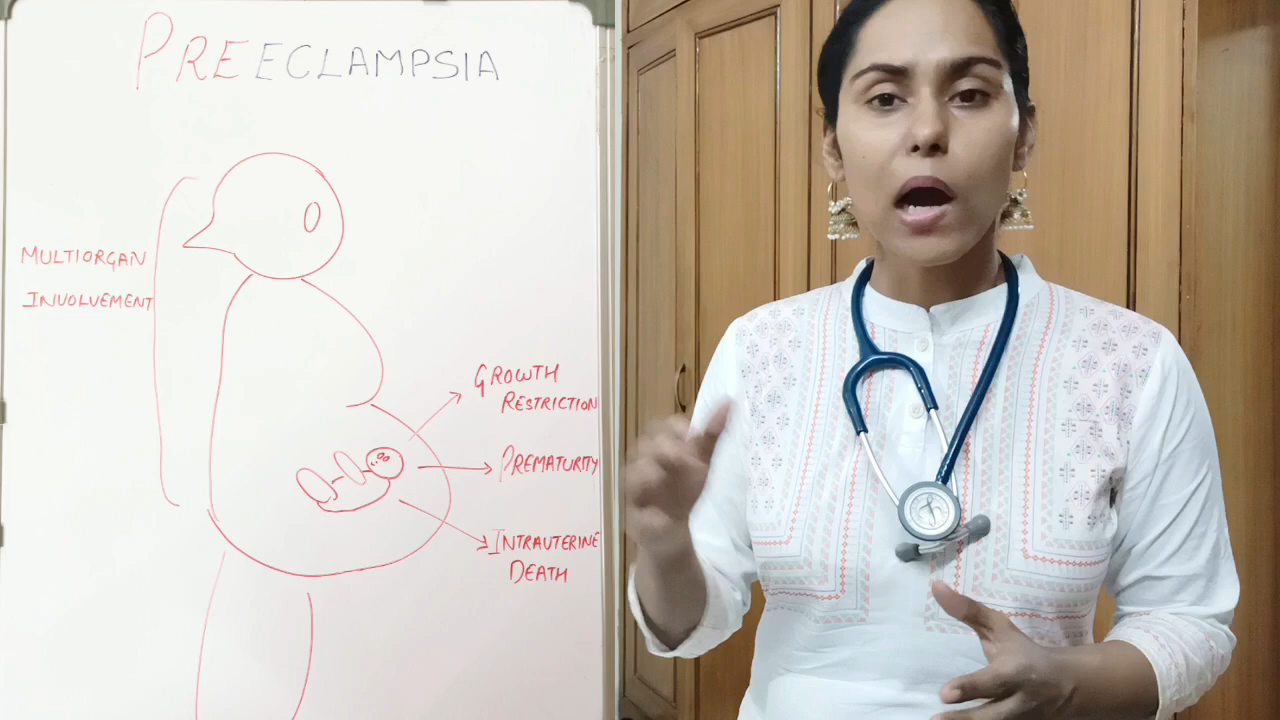 PREECLAMPSIA
MULTIORGAN
INVOLVEMENT
GROWTH
RESTRICTION
PREMATURITY
INTRAUTERINE
DEATH